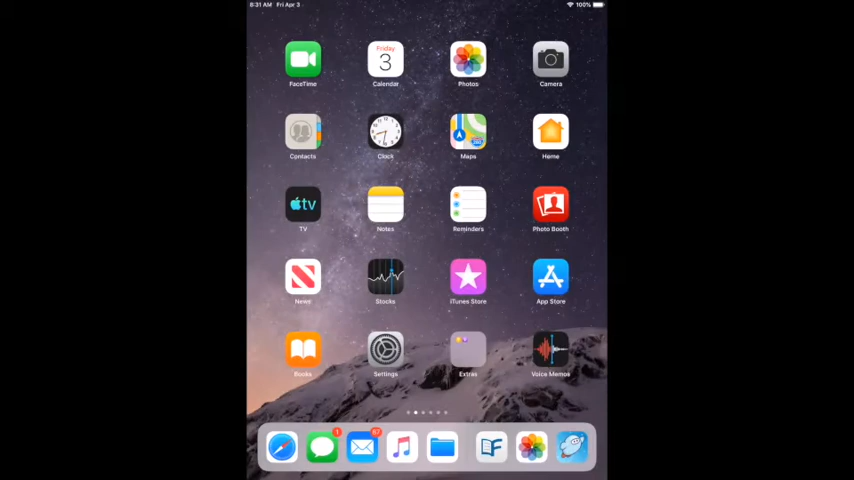 6:31 AM Fri Apr 3
100%
Friday
3
FaceTime
Calendar
Photos
Camera
Contacts
Clock
Maps
Home
tv
TV
Notes
Reminders
Photo Booth
News
Stocks
iTunes Store
App Store
Books
Settings
Extras
Voice Memos
1